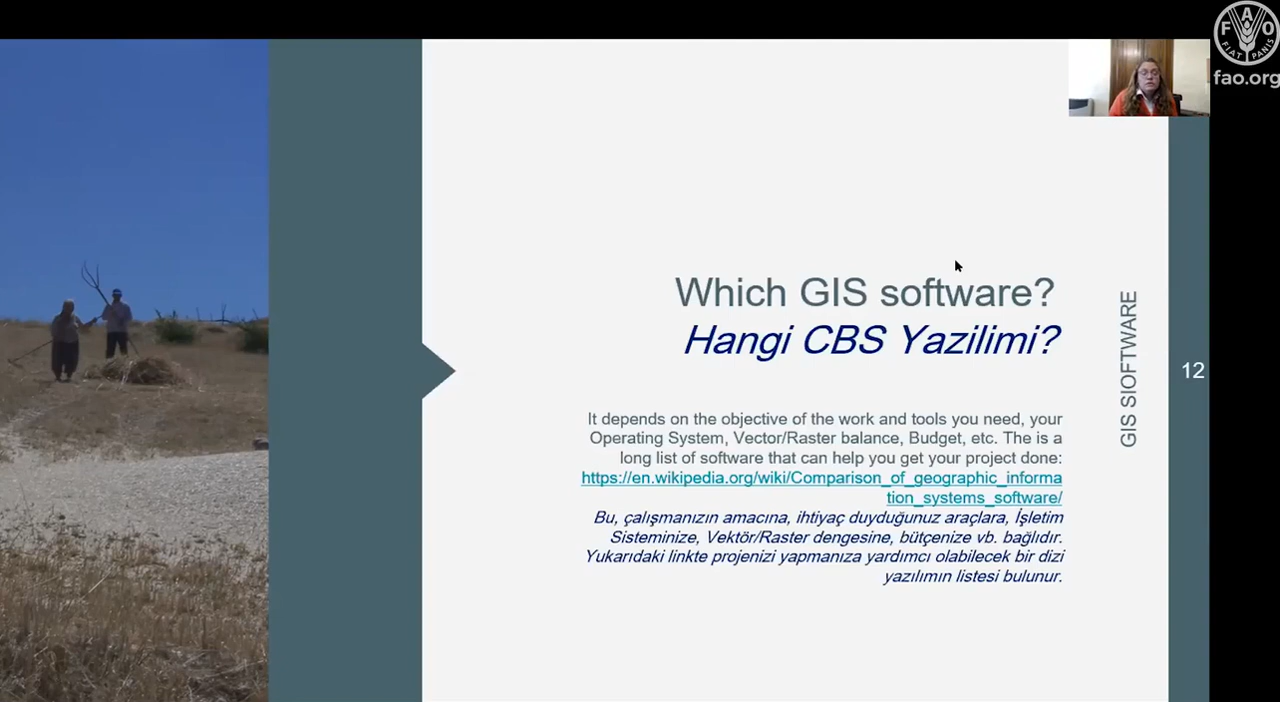 FAO
FIAT PANIS
fao.org
Which GIS software?
Hangi CBS Yazilimi?
GIS SIOFTWARE
12
It depends on the objective of the work and tools you need, your
Operating System, Vector/Raster balance, Budget, etc. The is a
long list of software that can help you get your project done:
https://en.wikipedia.org/wiki/Comparison_of_geographic_informa
tion_systems_software/
Bu, çalışmanızın amacına, ihtiyaç duyduğunuz araçlara, İşletim
Sisteminize, Vektör/Raster dengesine, bütçenize vb. bağlıdır.
Yukarıdaki linkte projenizi yapmanıza yardımcı olabilecek bir dizi
yazılımın listesi bulunur.